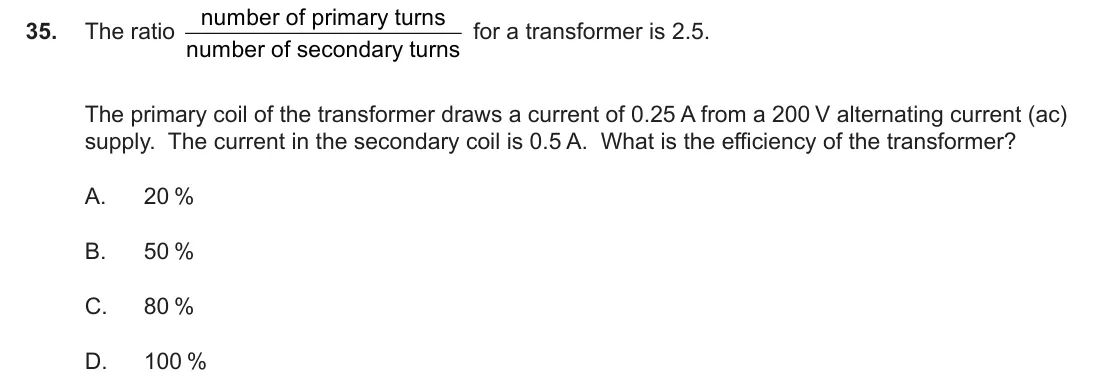 35. The ratio number of primary turns / number of secondary turns for a transformer is 2.5.
The primary coil of the transformer draws a current of 0.25 A from a 200 V alternating current (ac)
supply. The current in the secondary coil is 0.5 A. What is the efficiency of the transformer?
A. 20 %
B. 50 %
C. 80 %
D. 100 %